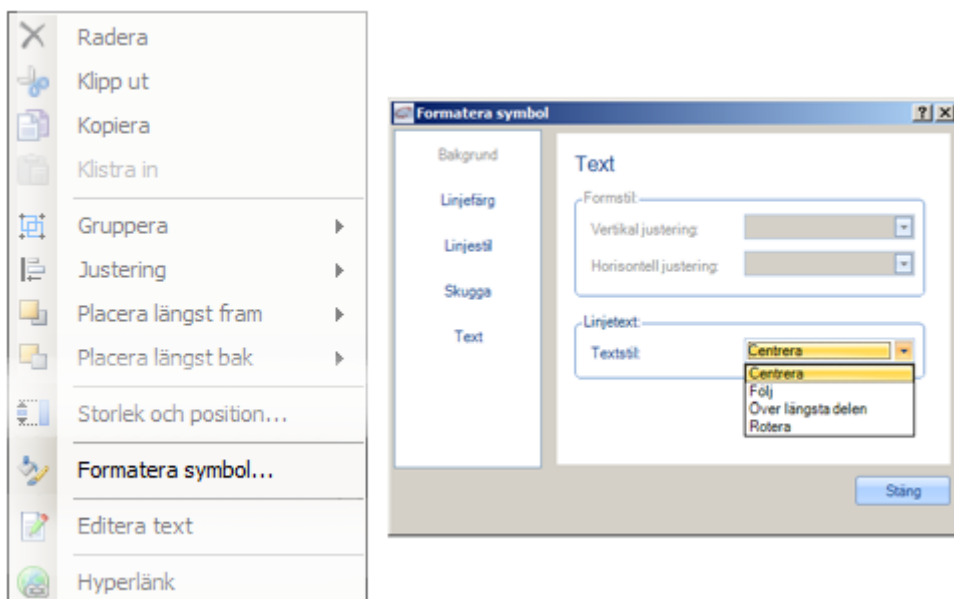 Radera
Klipp ut
Kopiera
Klistra in
Gruppera
Justering
Placera längst fram
Placera längst bak
Storlek och position...
Formatera symbol...
Editera text
Hyperlänk
Formatera symbol
Bakgrund
Linjefärg
Linjestil
Skugga
Text
Text
Formstil:
Vertikal justering:
Horisontell justering:
Linjetext:
Textstil: Centrera
Centrera
Följ
Över längsta delen
Rotera
Stäng